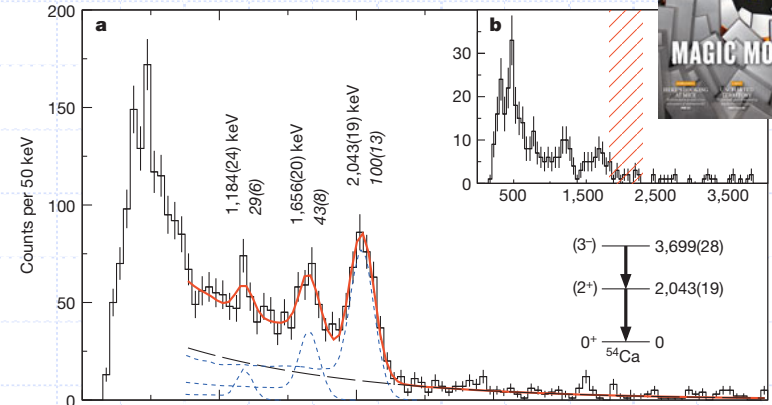 a
200
150
100
50
0
Counts per 50 keV
1,184(24) keV
29(6)
1,656(20) keV
43(8)
2,043(19) keV
100(13)
b
30
20
10
0
500
1,500
2,500
3,500
(3⁻)
3,699(28)
(2⁺)
2,043(19)
0⁺
0
⁵⁴Ca
MAGIC MO